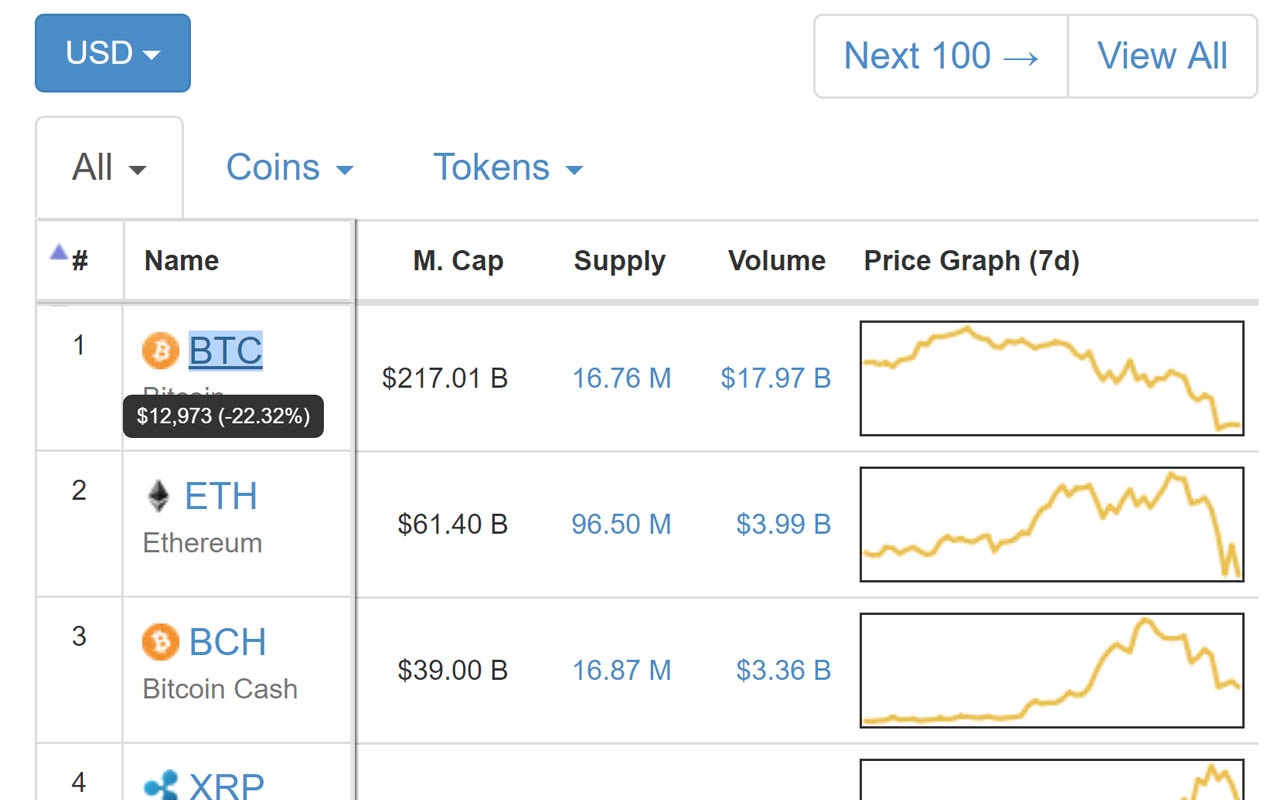 USD
Next 100 → View All
All Coins Tokens
# Name M. Cap Supply Volume Price Graph (7d)
1 BTC $217.01 B 16.76 M $17.97 B
Bitcoin
$12,973 (-22.32%)
2 ETH $61.40 B 96.50 M $3.99 B
Ethereum
3 BCH $39.00 B 16.87 M $3.36 B
Bitcoin Cash
4 XRP